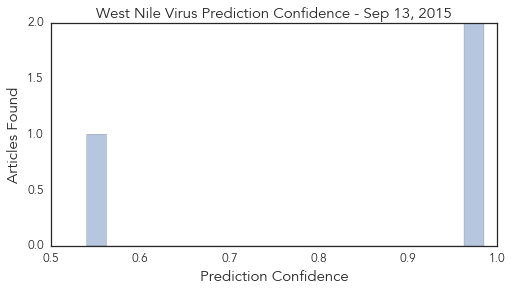 West Nile Virus Prediction Confidence - Sep 13, 2015
2.0
1.5
1.0
0.5
0.0
Articles Found
0.5 0.6 0.7 0.8 0.9 1.0
Prediction Confidence